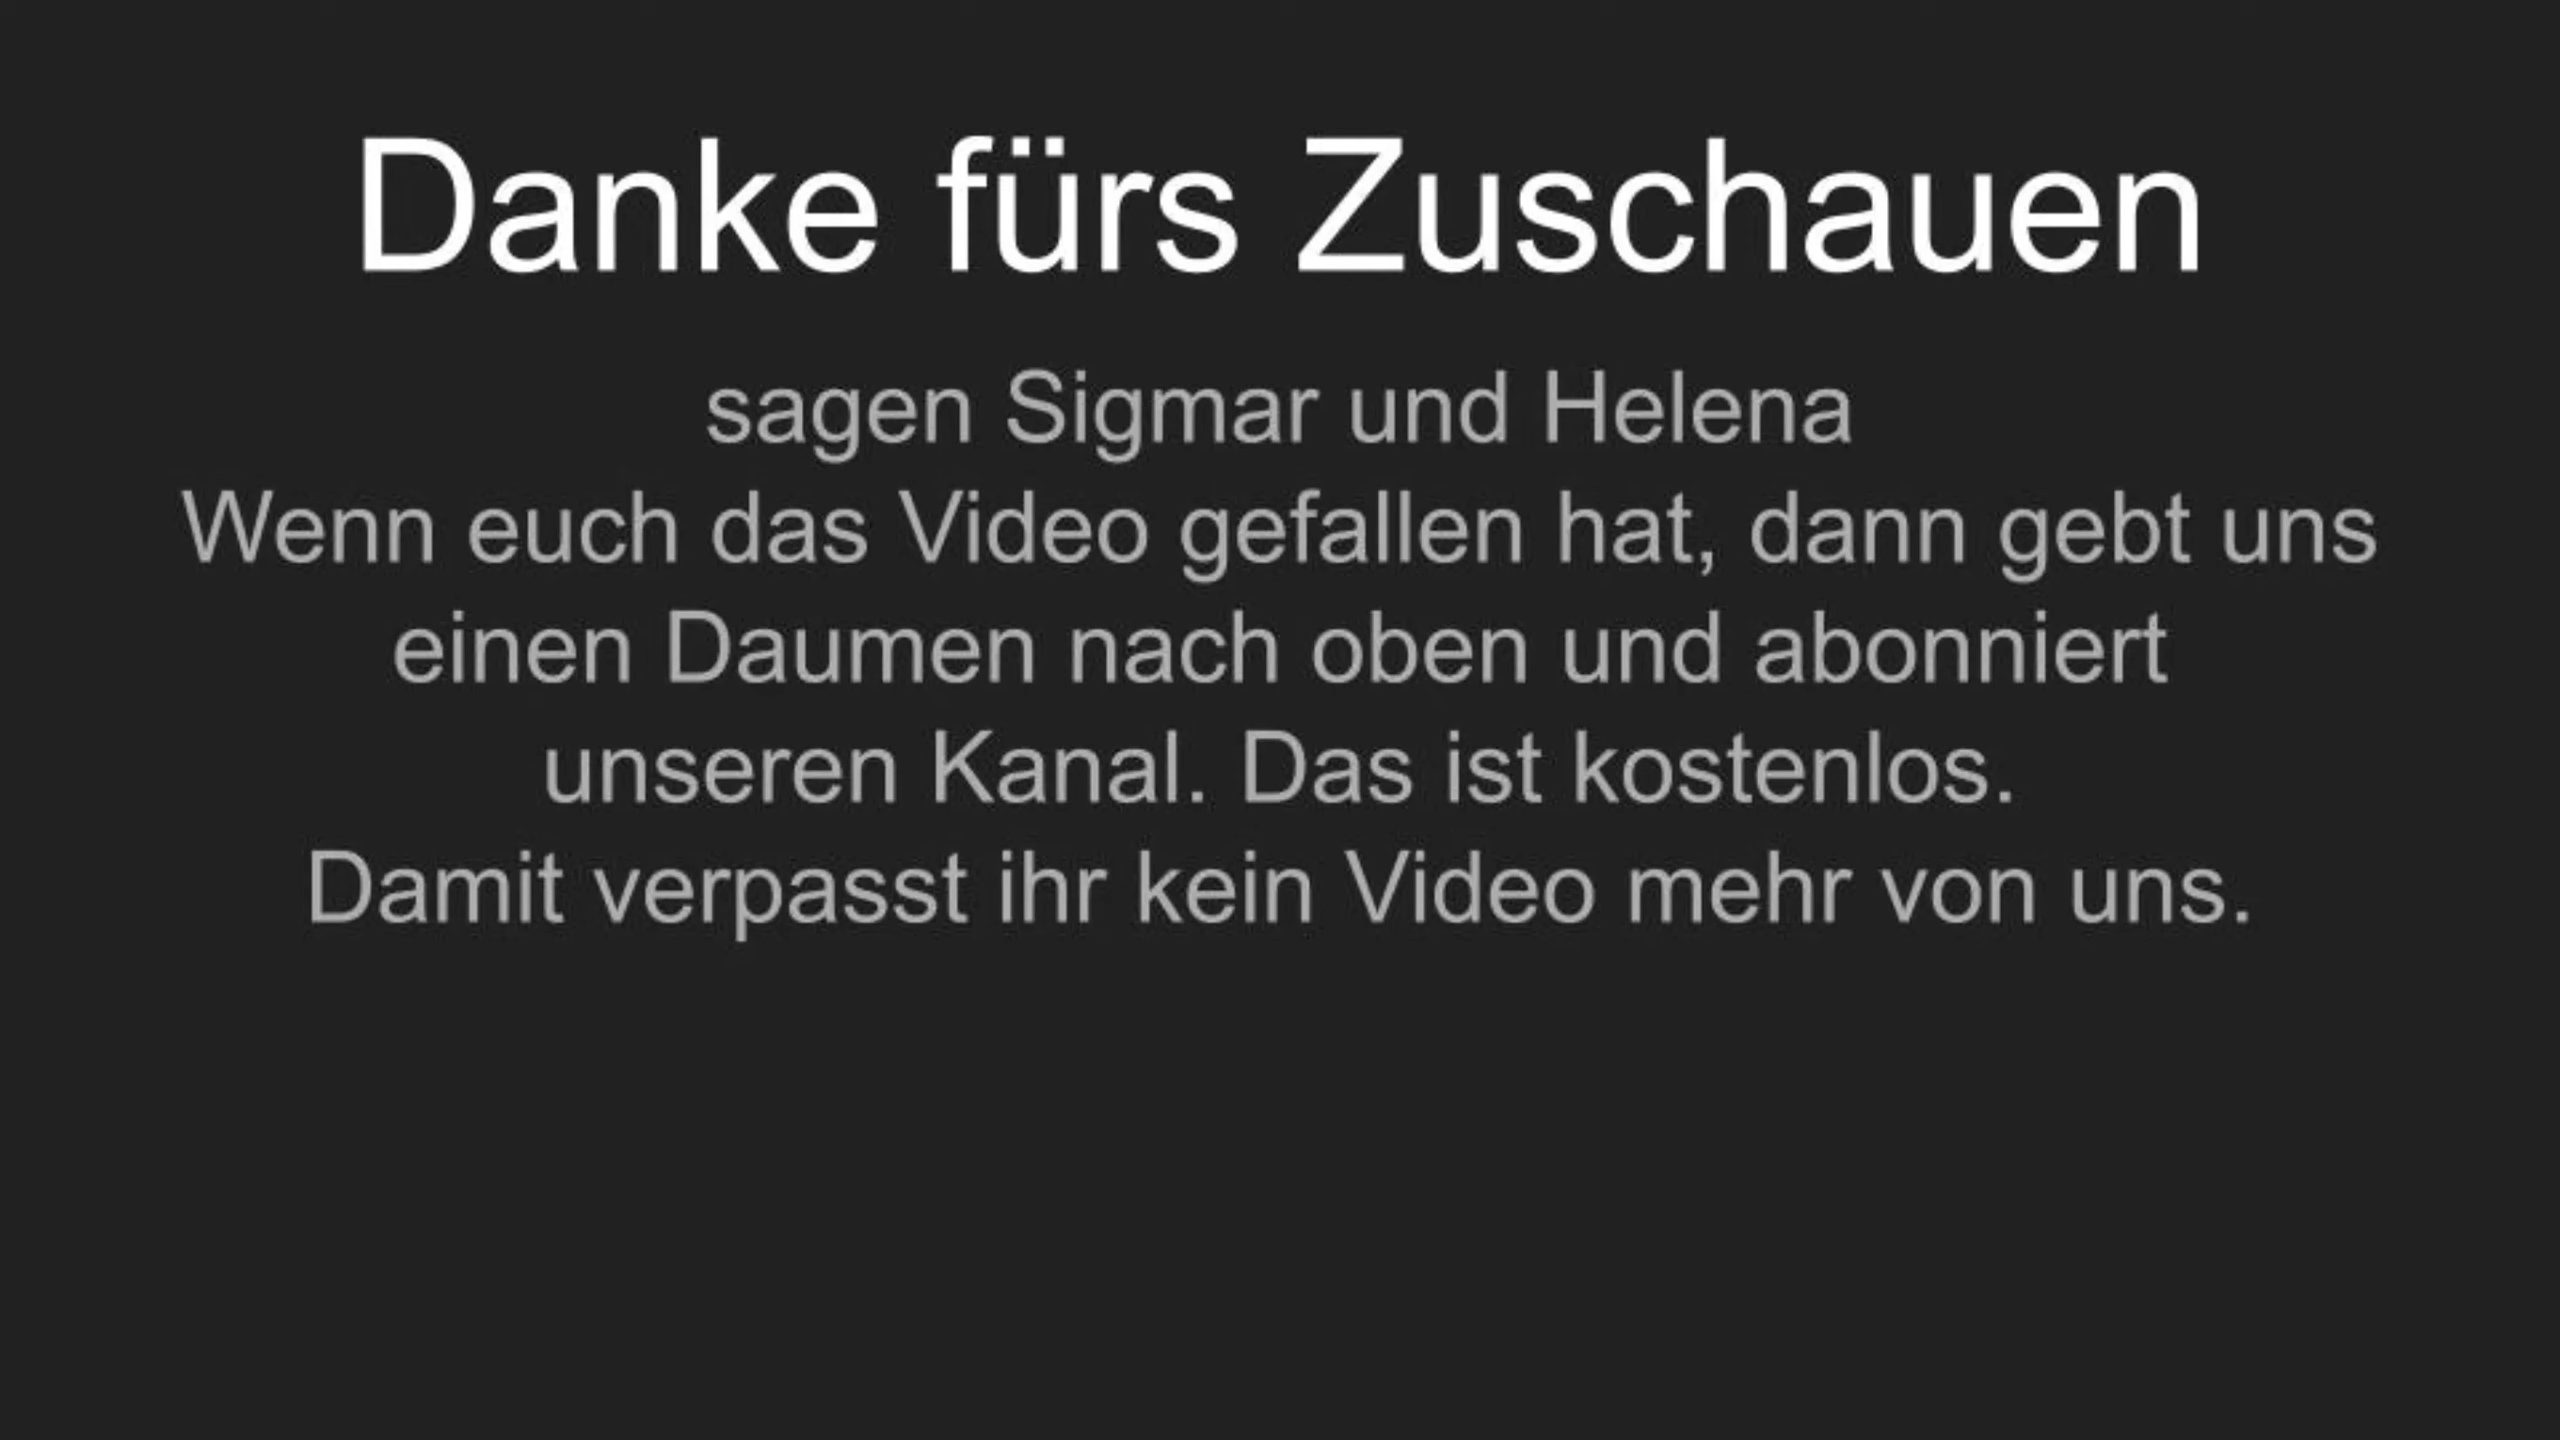 Danke fürs Zuschauen
sagen Sigmar und Helena
Wenn euch das Video gefallen hat, dann gebt uns
einen Daumen nach oben und abonniert
unseren Kanal. Das ist kostenlos.
Damit verpasst ihr kein Video mehr von uns.